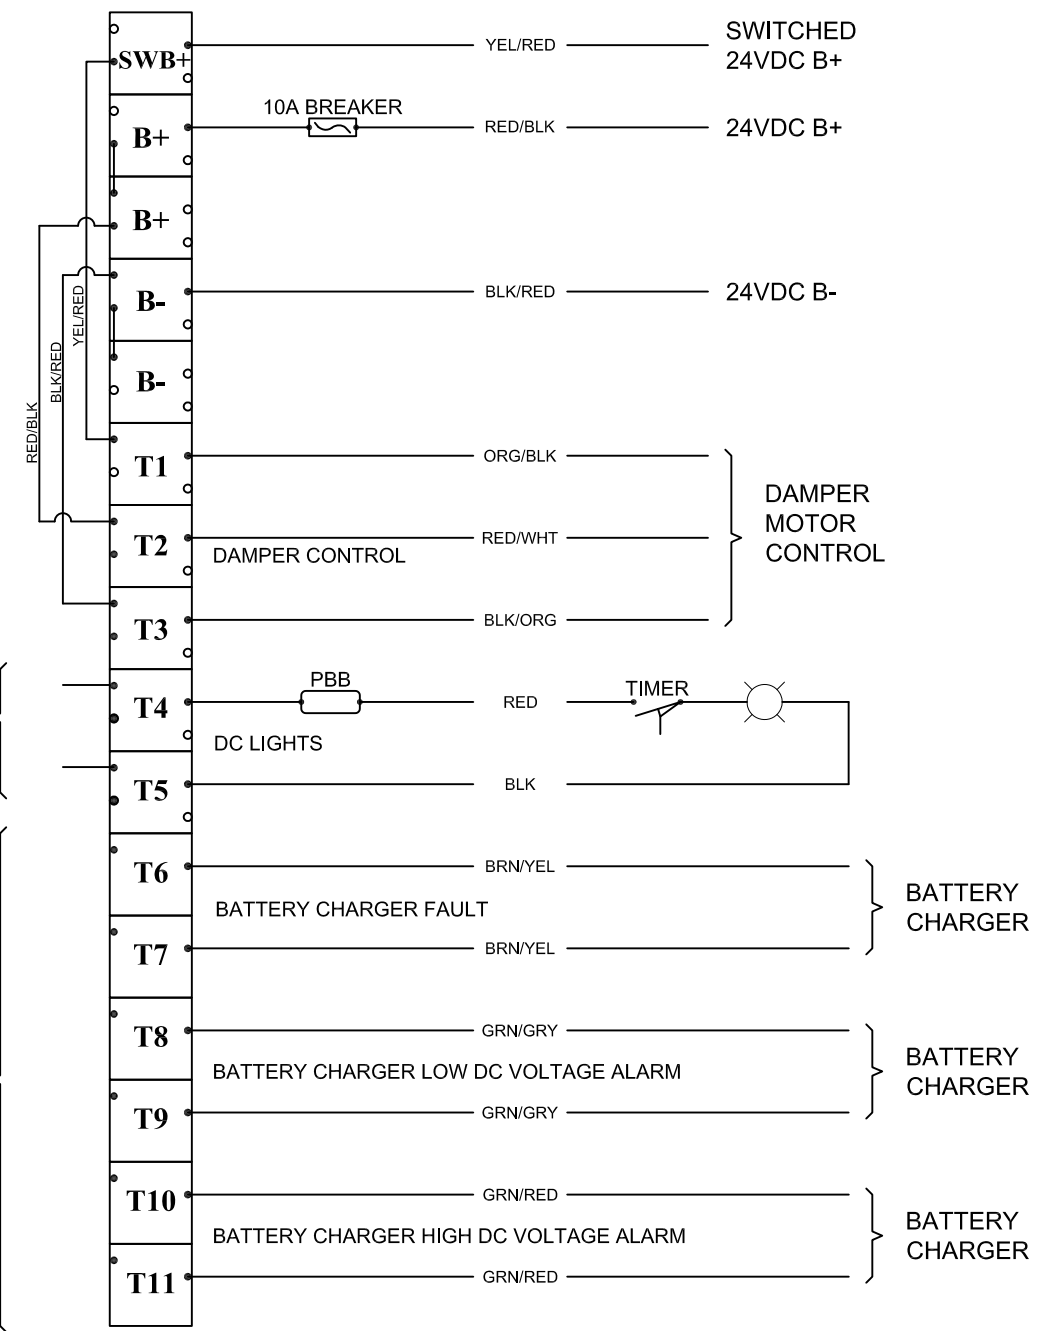 SWITCHED
24VDC B+
YEL/RED
SWB+
10A BREAKER
B+
RED/BLK
24VDC B+
B+
B-
BLK/RED
24VDC B-
YEL/RED
BLK/RED
RED/BLK
B-
T1
ORG/BLK
DAMPER
MOTOR
CONTROL
T2
DAMPER CONTROL
RED/WHT
T3
BLK/ORG
PBB
TIMER
T4
RED
DC LIGHTS
T5
BLK
T6
BRN/YEL
BATTERY CHARGER FAULT
BATTERY
CHARGER
T7
BRN/YEL
T8
GRN/GRY
BATTERY CHARGER LOW DC VOLTAGE ALARM
BATTERY
CHARGER
T9
GRN/GRY
T10
GRN/RED
BATTERY CHARGER HIGH DC VOLTAGE ALARM
BATTERY
CHARGER
T11
GRN/RED